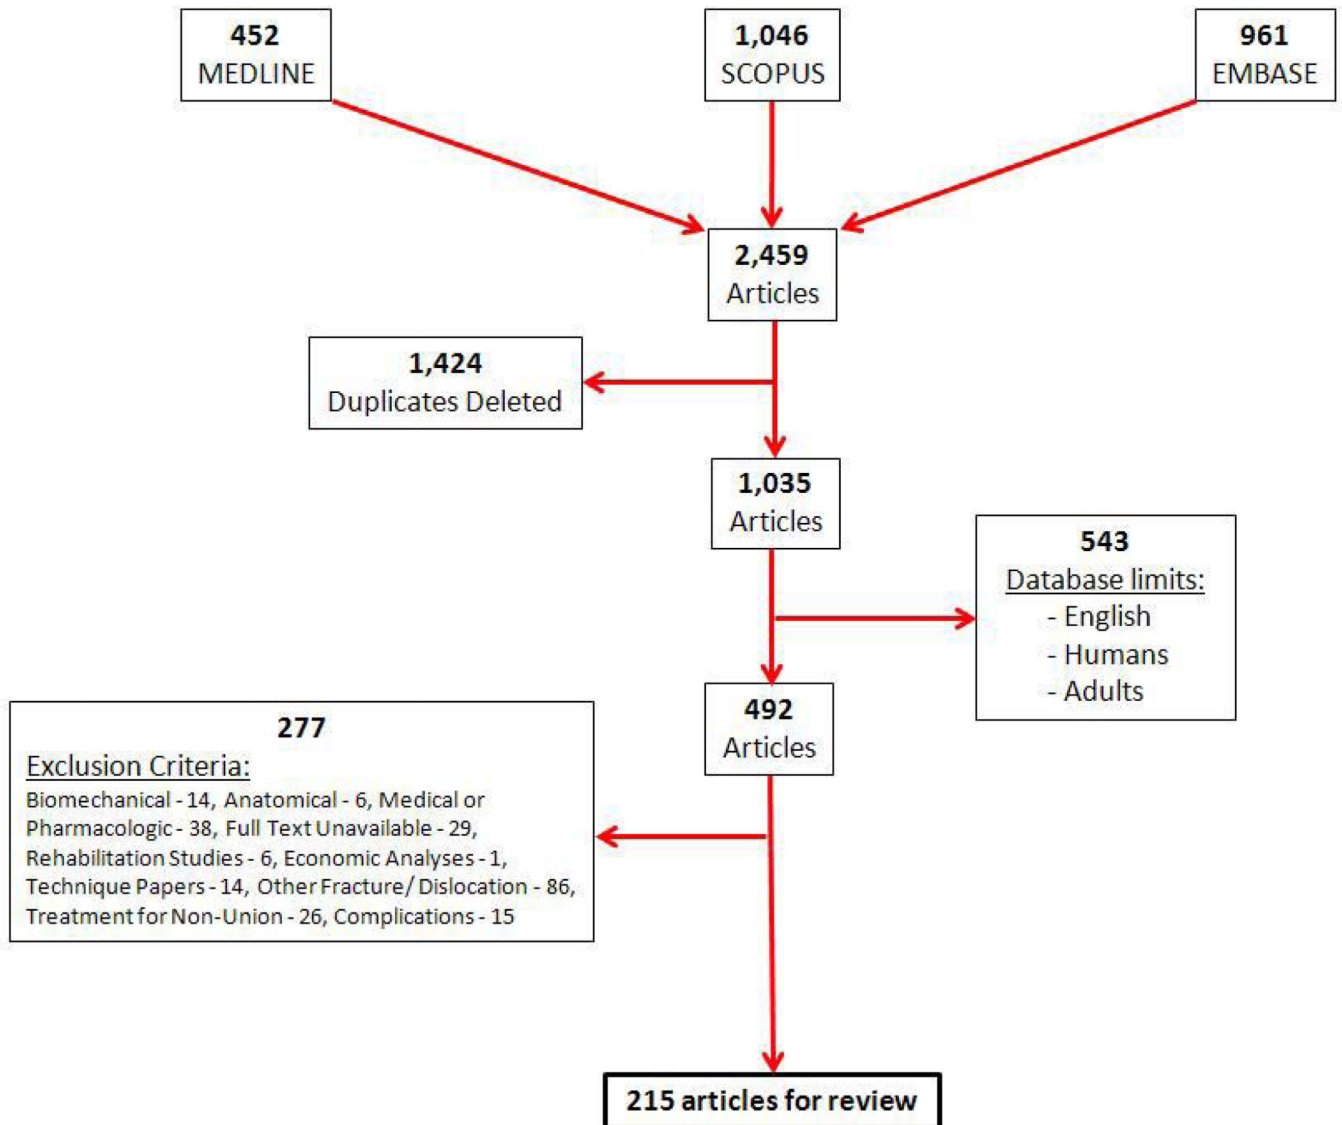 452
MEDLINE
1,046
SCOPUS
961
EMBASE
2,459
Articles
1,424
Duplicates Deleted
1,035
Articles
543
Database limits:
- English
- Humans
- Adults
492
Articles
277
Exclusion Criteria:
Biomechanical - 14, Anatomical - 6, Medical or
Pharmacologic - 38, Full Text Unavailable - 29,
Rehabilitation Studies - 6, Economic Analyses - 1,
Technique Papers - 14, Other Fracture/ Dislocation - 86,
Treatment for Non-Union - 26, Complications - 15
215 articles for review